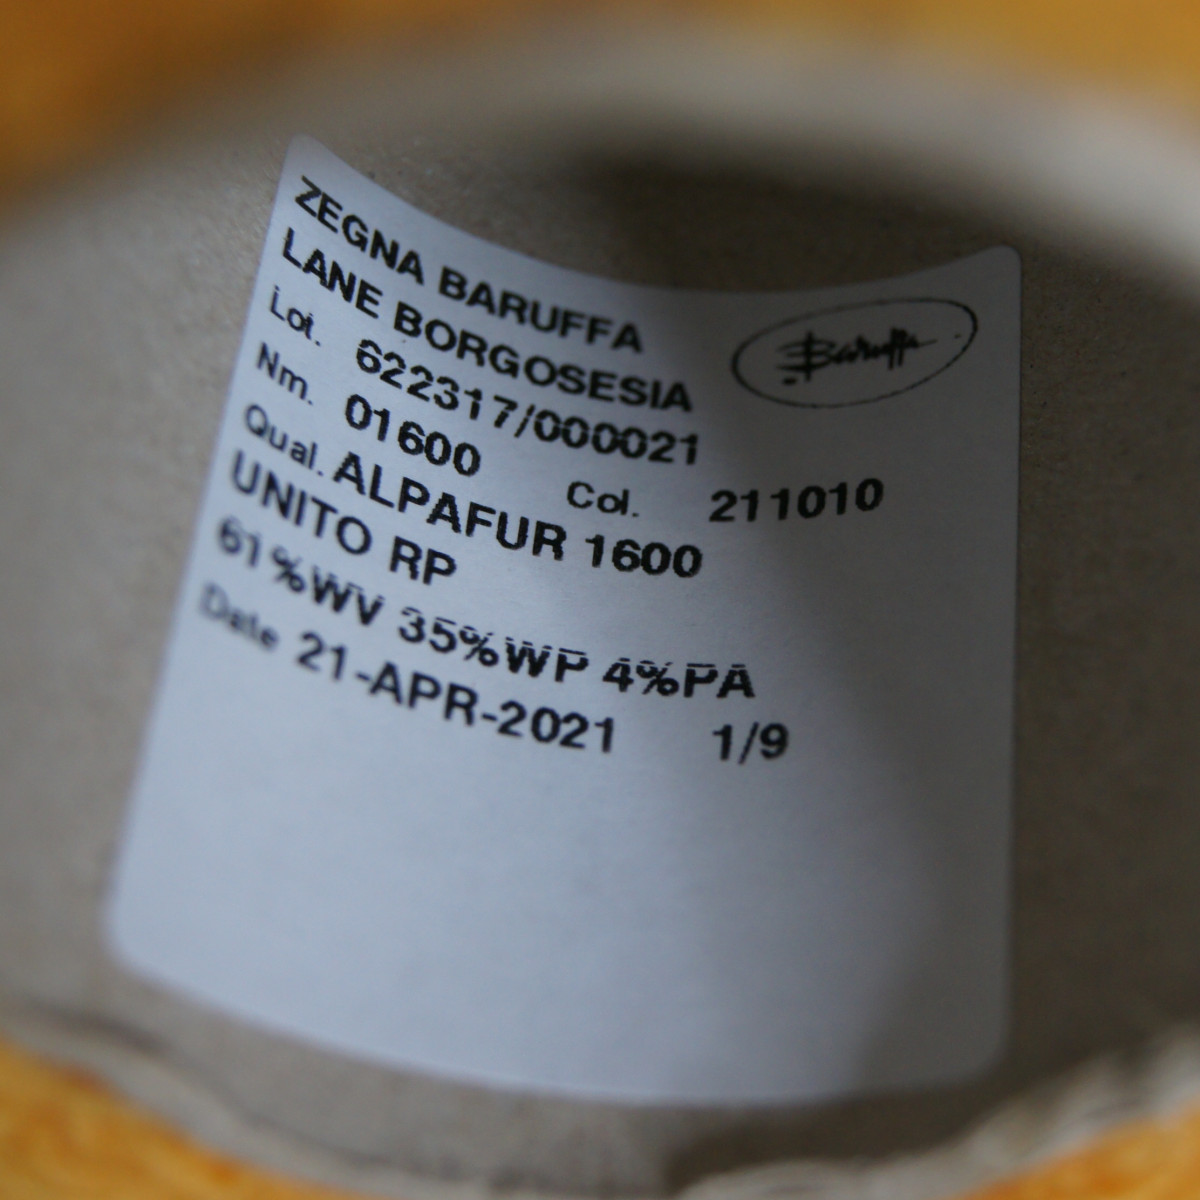 ZEGNA BARUFFA
LANE BORGOSESIA
Baruffa
Lot. 622317/000021
Nm. 01600 Col. 211010
Qual. ALPAFUR 1600
UNITO RP
61%WV 35%WP 4%PA
Date 21-APR-2021 1/9